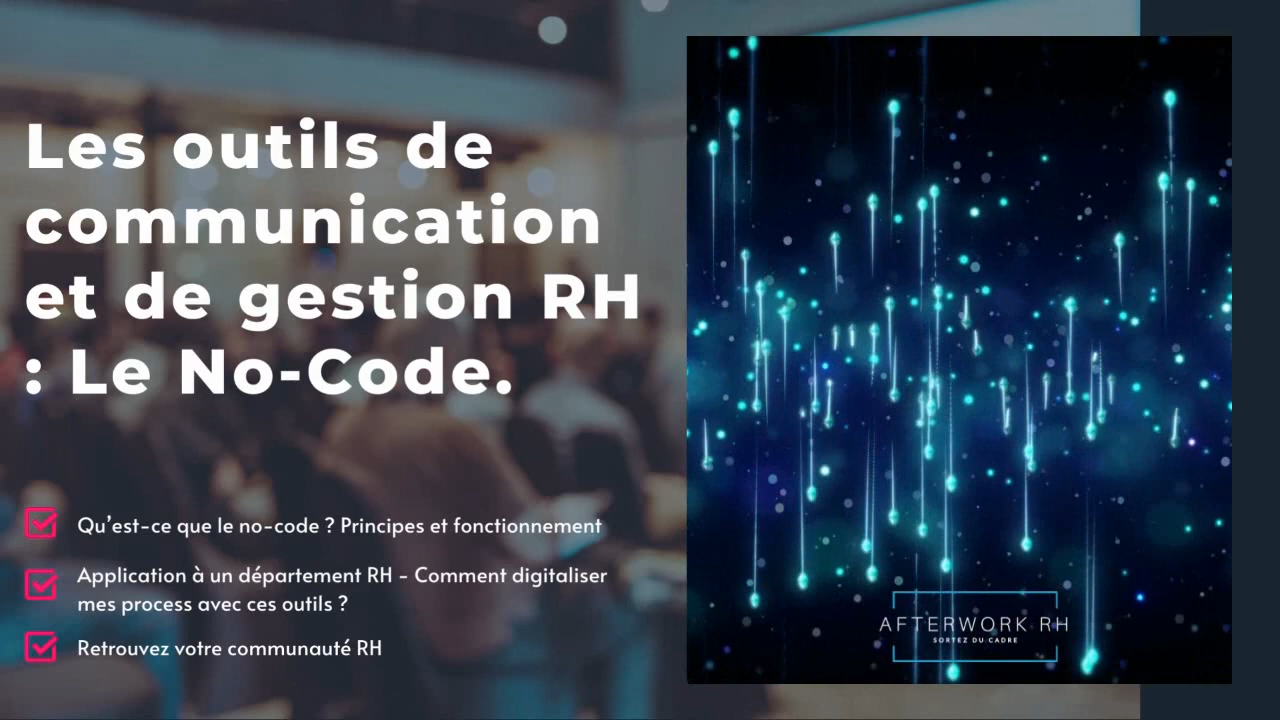 Les outils de
communication
et de gestion RH
: Le No-Code.
Qu'est-ce que le no-code ? Principes et fonctionnement
Application à un département RH - Comment digitaliser
mes process avec ces outils ?
Retrouvez votre communauté RH
AFTERWORK RH
SORTEZ DU CADRE